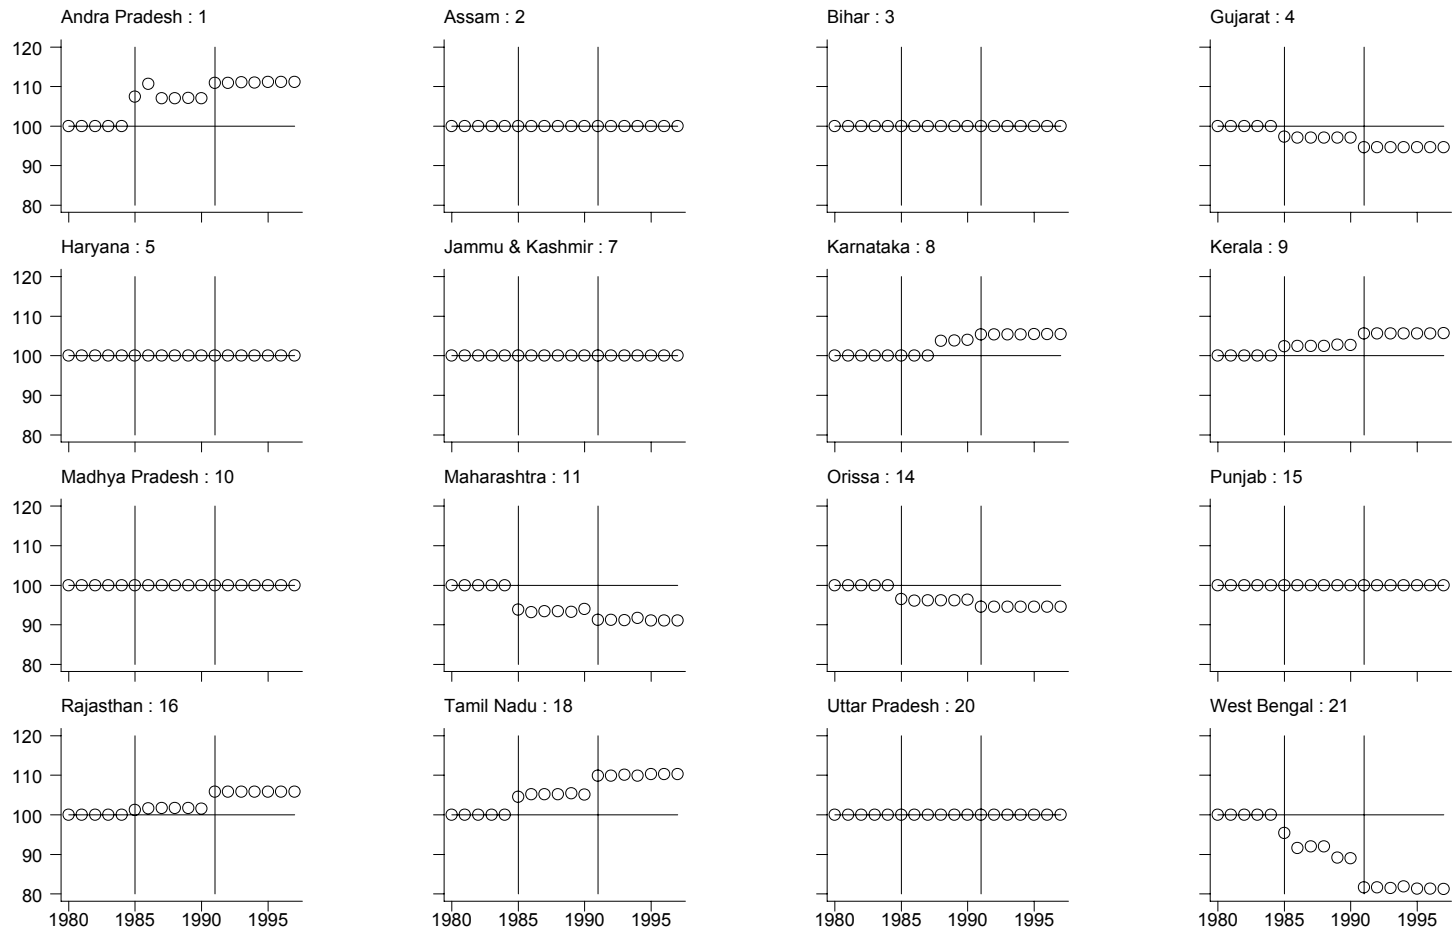 Andra Pradesh : 1
Assam : 2
Bihar : 3
Gujarat : 4
120
110
100
90
80
Haryana : 5
Jammu & Kashmir : 7
Karnataka : 8
Kerala : 9
120
110
100
90
80
Madhya Pradesh : 10
Maharashtra : 11
Orissa : 14
Punjab : 15
120
110
100
90
80
Rajasthan : 16
Tamil Nadu : 18
Uttar Pradesh : 20
West Bengal : 21
120
110
100
90
80
1980 1985 1990 1995
1980 1985 1990 1995
1980 1985 1990 1995
1980 1985 1990 1995